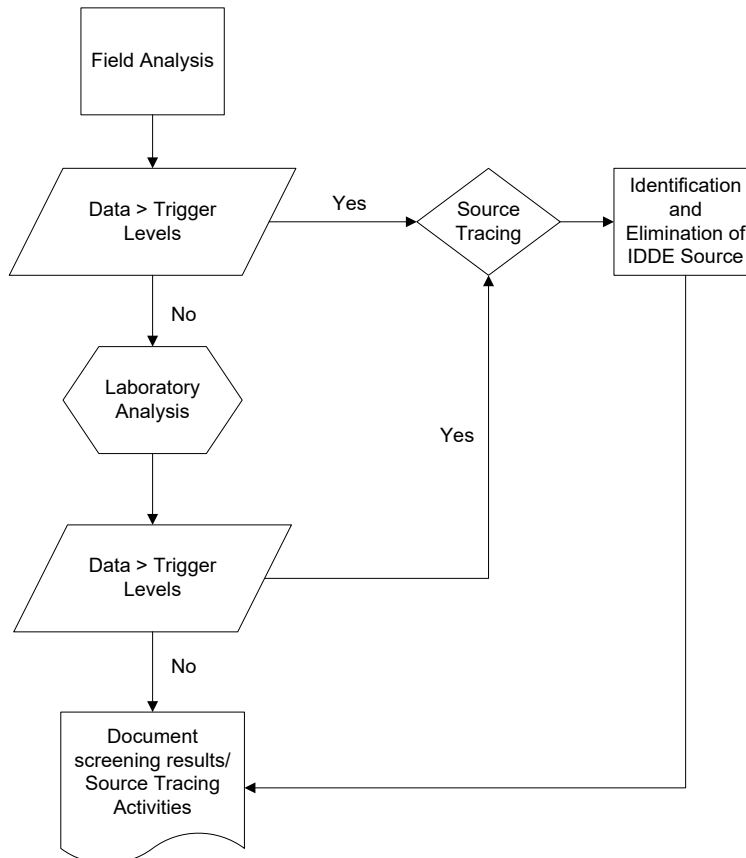 Field Analysis
Data > Trigger
Levels
Yes
Source
Tracing
Identification
and
Elimination of
IDDE Source
No
Laboratory
Analysis
Yes
Data > Trigger
Levels
No
Document
screening results/
Source Tracing
Activities